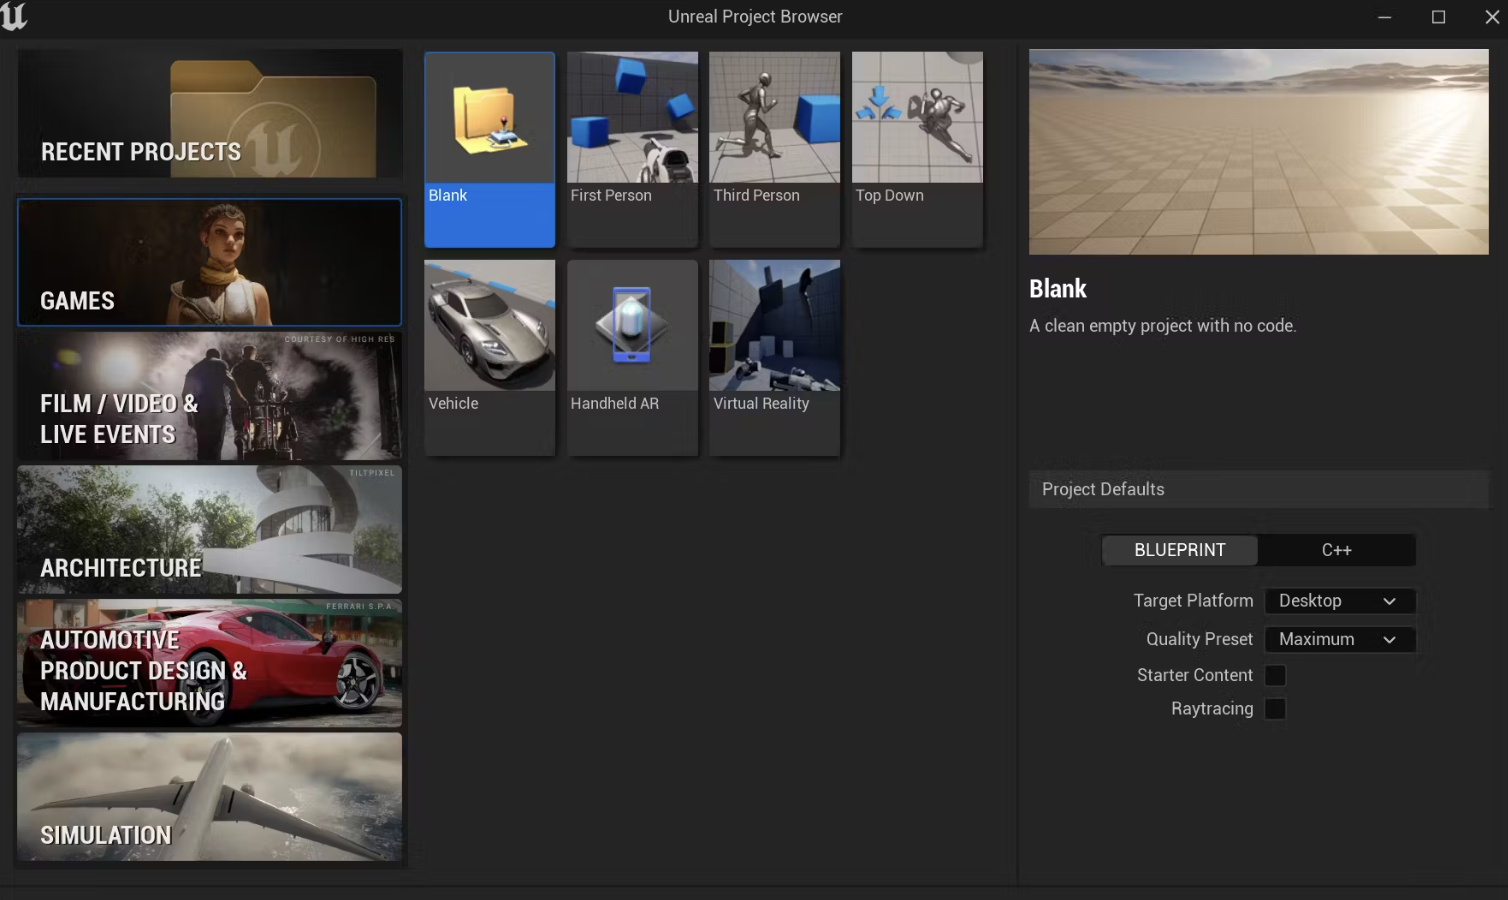 Unreal Project Browser
RECENT PROJECTS
GAMES
COURTESY OF HIGH RES
FILM / VIDEO &
LIVE EVENTS
TILTPIXEL
ARCHITECTURE
FERRARI S.P.A.
AUTOMOTIVE
PRODUCT DESIGN &
MANUFACTURING
SIMULATION
Blank
First Person
Third Person
Top Down
Vehicle
Handheld AR
Virtual Reality
Blank
A clean empty project with no code.
Project Defaults
BLUEPRINT
C++
Target Platform
Desktop
Quality Preset
Maximum
Starter Content
Raytracing